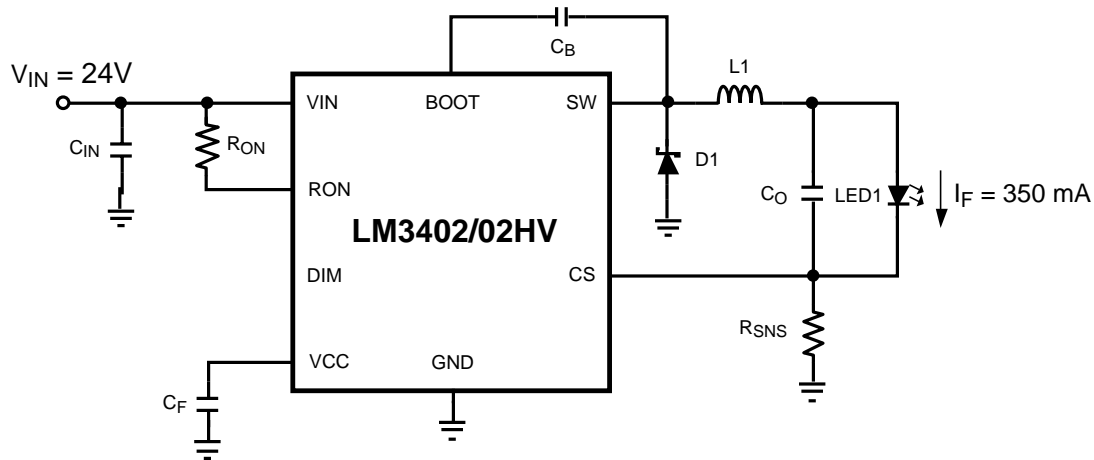 C_B
V_IN = 24V
L1
VIN
BOOT
SW
C_IN
R_ON
D1
RON
C_O
LED1
I_F = 350 mA
LM3402/02HV
DIM
CS
R_SNS
VCC
GND
C_F